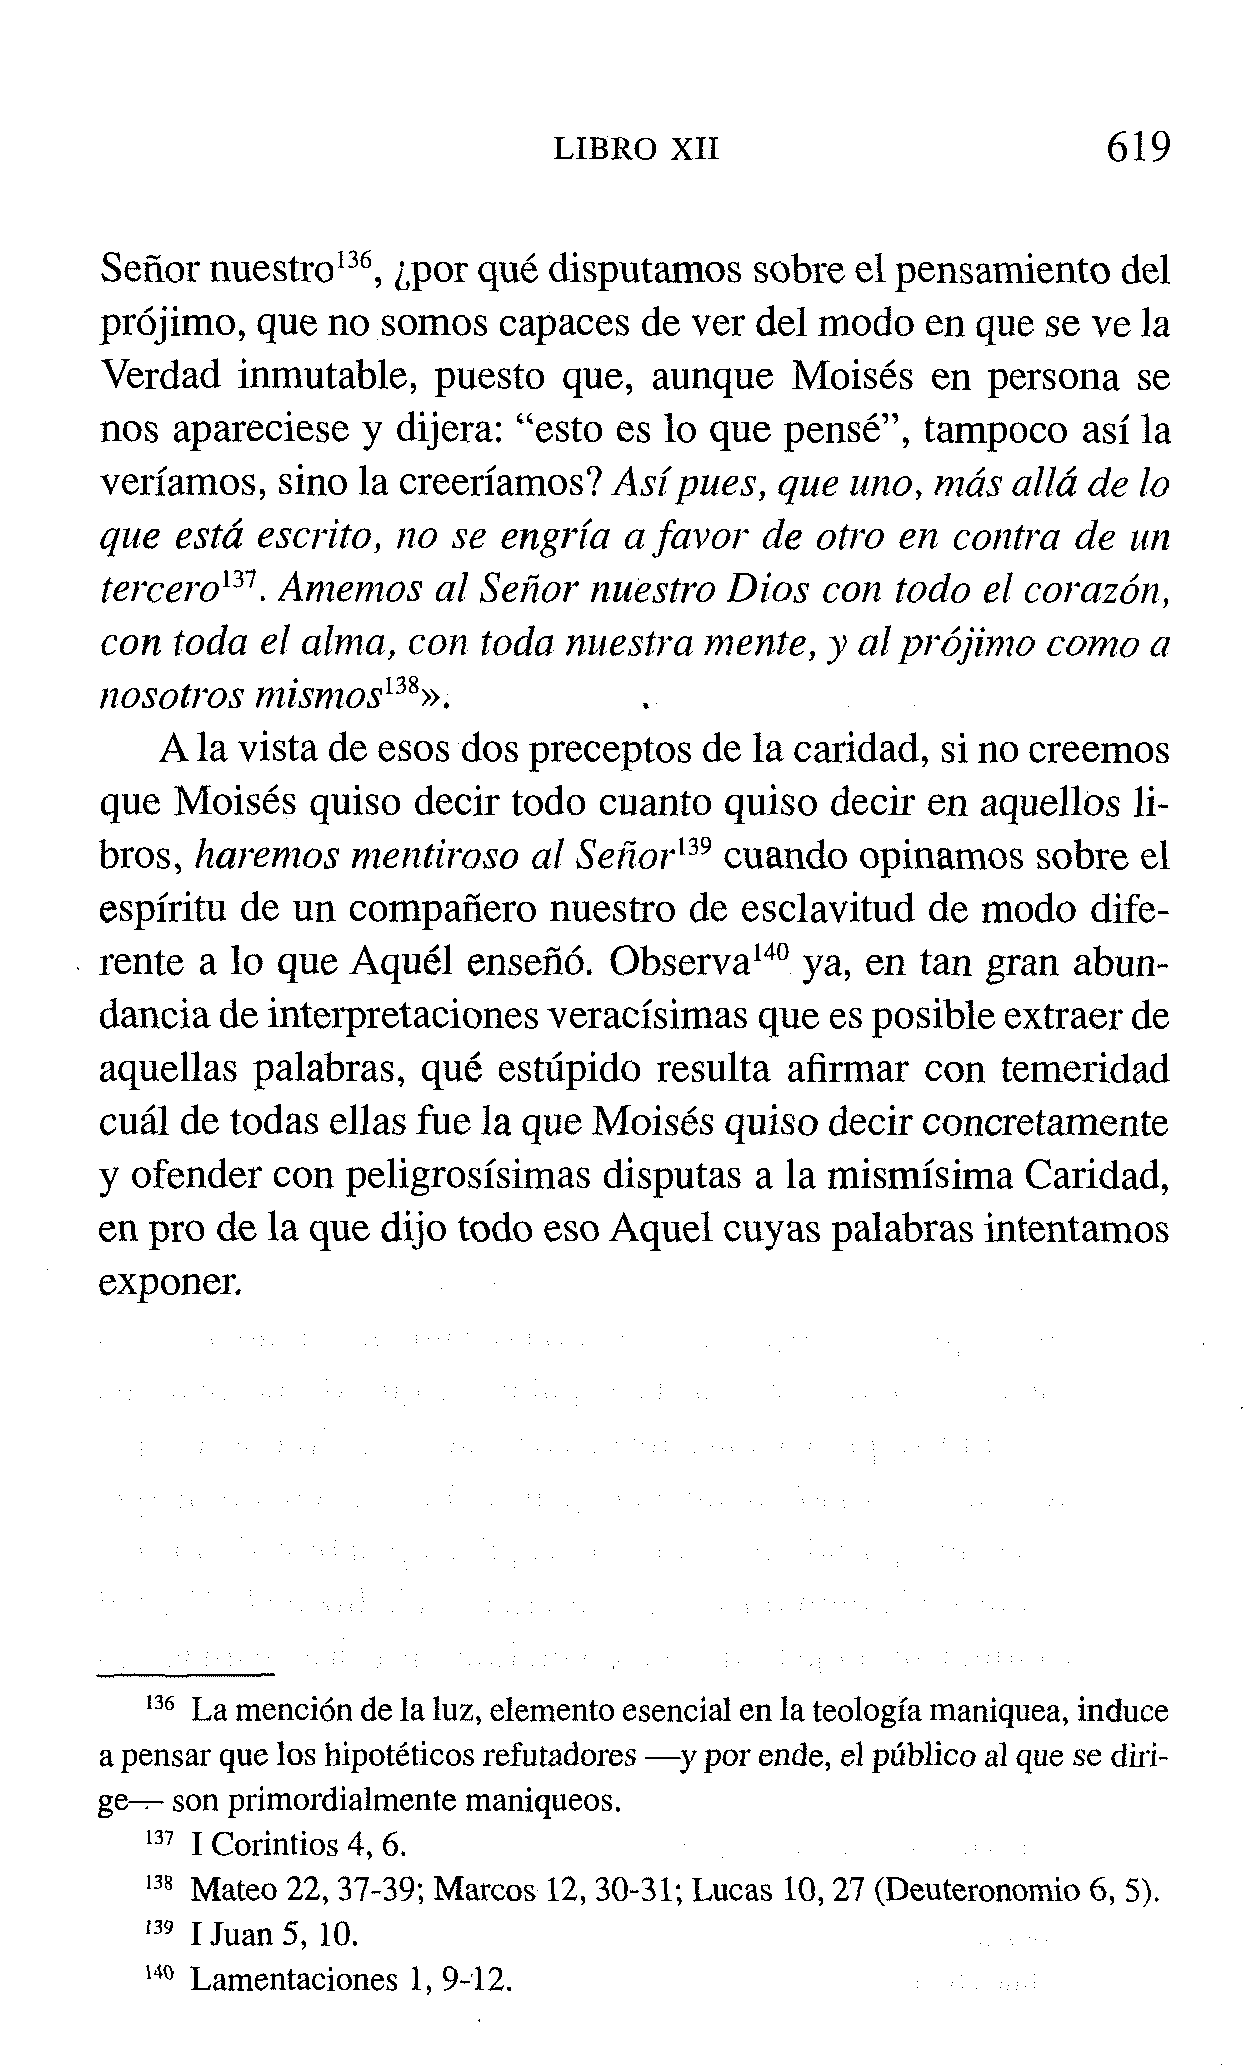 LIBRO XII 619
Señor nuestro¹³⁶, ¿por qué disputamos sobre el pensamiento del
prójimo, que no somos capaces de ver del modo en que se ve la
Verdad inmutable, puesto que, aunque Moisés en persona se
nos apareciese y dijera: “esto es lo que pensé”, tampoco así la
veríamos, sino la creeríamos? Así pues, que uno, más allá de lo
que está escrito, no se engría a favor de otro en contra de un
tercero¹³⁷. Amemos al Señor nuestro Dios con todo el corazón,
con toda el alma, con toda nuestra mente, y al prójimo como a
nosotros mismos¹³⁸».
A la vista de esos dos preceptos de la caridad, si no creemos
que Moisés quiso decir todo cuanto quiso decir en aquellos li-
bros, haremos mentiroso al Señor¹³⁹ cuando opinamos sobre el
espíritu de un compañero nuestro de esclavitud de modo dife-
rente a lo que Aquél enseñó. Observa¹⁴⁰ ya, en tan gran abun-
dancia de interpretaciones veracísimas que es posible extraer de
aquellas palabras, qué estúpido resulta afirmar con temeridad
cuál de todas ellas fue la que Moisés quiso decir concretamente
y ofender con peligrosísimas disputas a la mismísima Caridad,
en pro de la que dijo todo eso Aquel cuyas palabras intentamos
exponer.
¹³⁶ La mención de la luz, elemento esencial en la teología maniquea, induce
a pensar que los hipotéticos refutadores —y por ende, el público al que se diri-
ge— son primordialmente maniqueos.
¹³⁷ I Corintios 4, 6.
¹³⁸ Mateo 22, 37-39; Marcos 12, 30-31; Lucas 10, 27 (Deuteronomio 6, 5).
¹³⁹ I Juan 5, 10.
¹⁴⁰ Lamentaciones 1, 9-12.